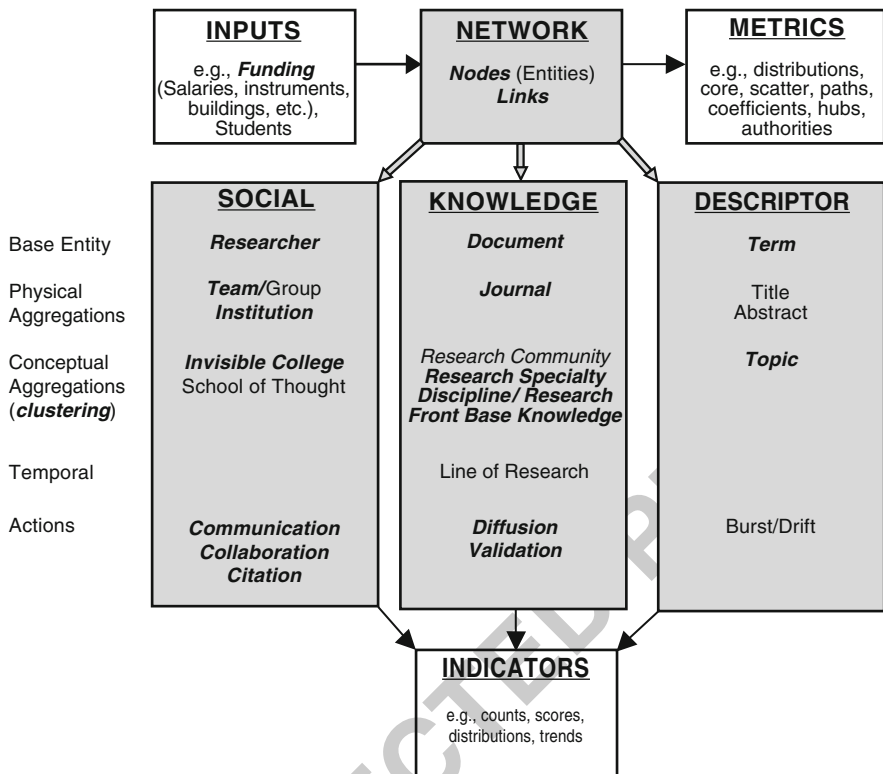 INPUTS
e.g., Funding
(Salaries, instruments,
buildings, etc.),
Students
NETWORK
Nodes (Entities)
Links
METRICS
e.g., distributions,
core, scatter, paths,
coefficients, hubs,
authorities
SOCIAL
KNOWLEDGE
DESCRIPTOR
Base Entity
Researcher
Document
Term
Physical
Aggregations
Team/Group
Institution
Journal
Title
Abstract
Conceptual
Aggregations
(clustering)
Invisible College
School of Thought
Research Community
Research Specialty
Discipline/ Research
Front Base Knowledge
Topic
Temporal
Line of Research
Actions
Communication
Collaboration
Citation
Diffusion
Validation
Burst/Drift
INDICATORS
e.g., counts, scores,
distributions, trends